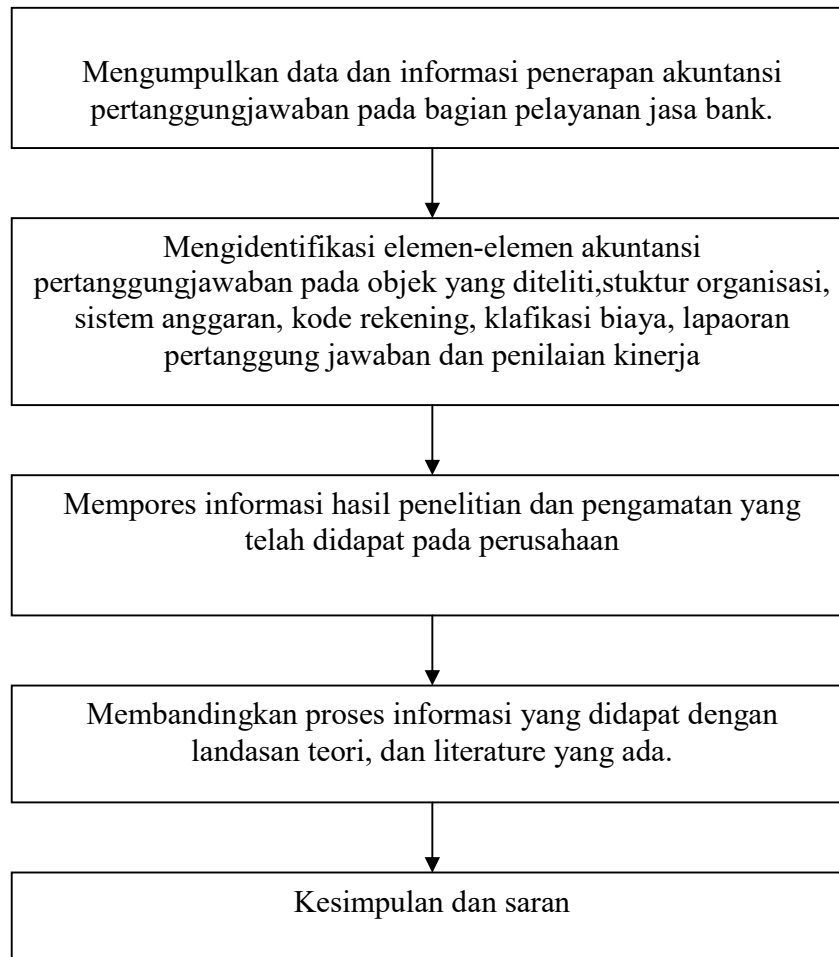 Mengumpulkan data dan informasi penerapan akuntansi
pertanggungjawaban pada bagian pelayanan jasa bank.
Mengidentifikasi elemen-elemen akuntansi
pertanggungjawaban pada objek yang diteliti,stuktur organisasi,
sistem anggaran, kode rekening, klafikasi biaya, lapaoran
pertanggung jawaban dan penilaian kinerja
Mempores informasi hasil penelitian dan pengamatan yang
telah didapat pada perusahaan
Membandingkan proses informasi yang didapat dengan
landasan teori, dan literature yang ada.
Kesimpulan dan saran